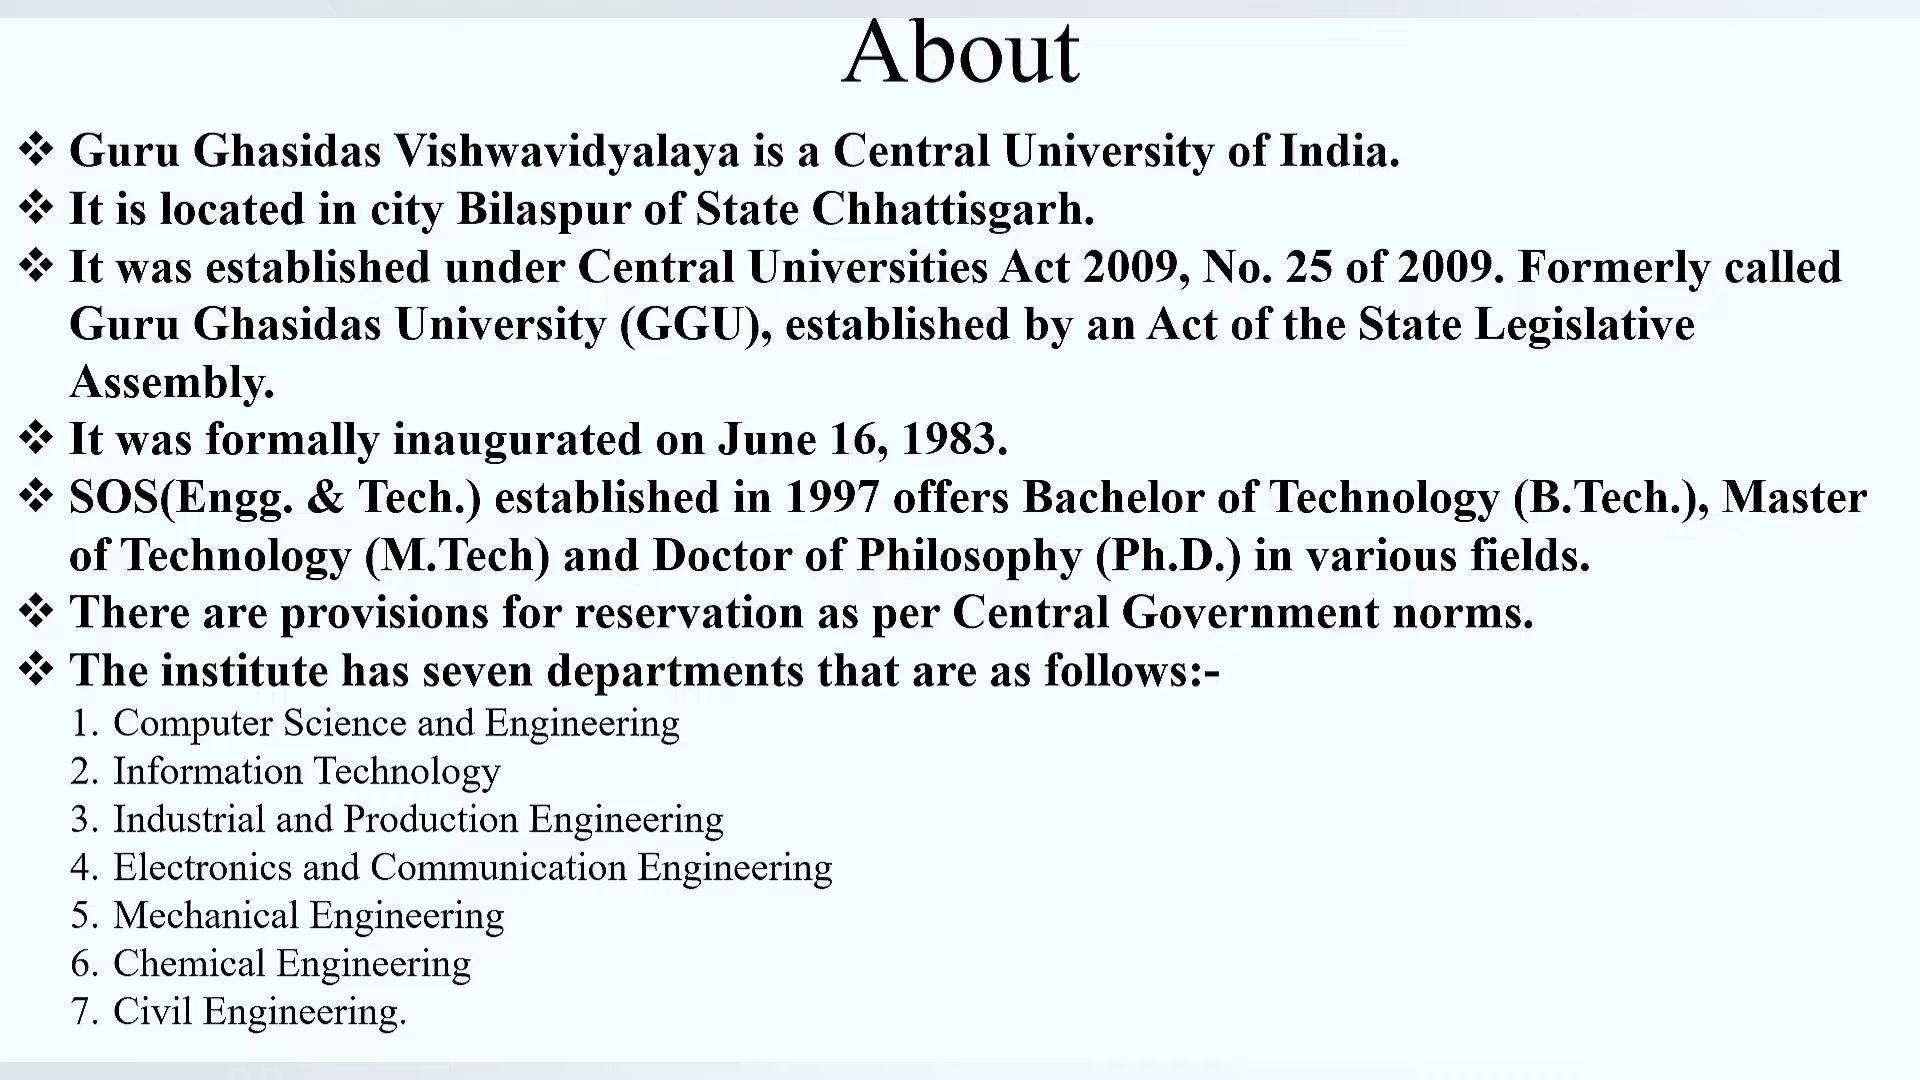 About
❖ Guru Ghasidas Vishwavidyalaya is a Central University of India.
❖ It is located in city Bilaspur of State Chhattisgarh.
❖ It was established under Central Universities Act 2009, No. 25 of 2009. Formerly called
Guru Ghasidas University (GGU), established by an Act of the State Legislative
Assembly.
❖ It was formally inaugurated on June 16, 1983.
❖ SOS(Engg. & Tech.) established in 1997 offers Bachelor of Technology (B.Tech.), Master
of Technology (M.Tech) and Doctor of Philosophy (Ph.D.) in various fields.
❖ There are provisions for reservation as per Central Government norms.
❖ The institute has seven departments that are as follows:-
1. Computer Science and Engineering
2. Information Technology
3. Industrial and Production Engineering
4. Electronics and Communication Engineering
5. Mechanical Engineering
6. Chemical Engineering
7. Civil Engineering.